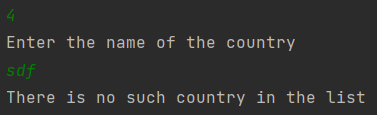 4
Enter the name of the country
sdf
There is no such country in the list